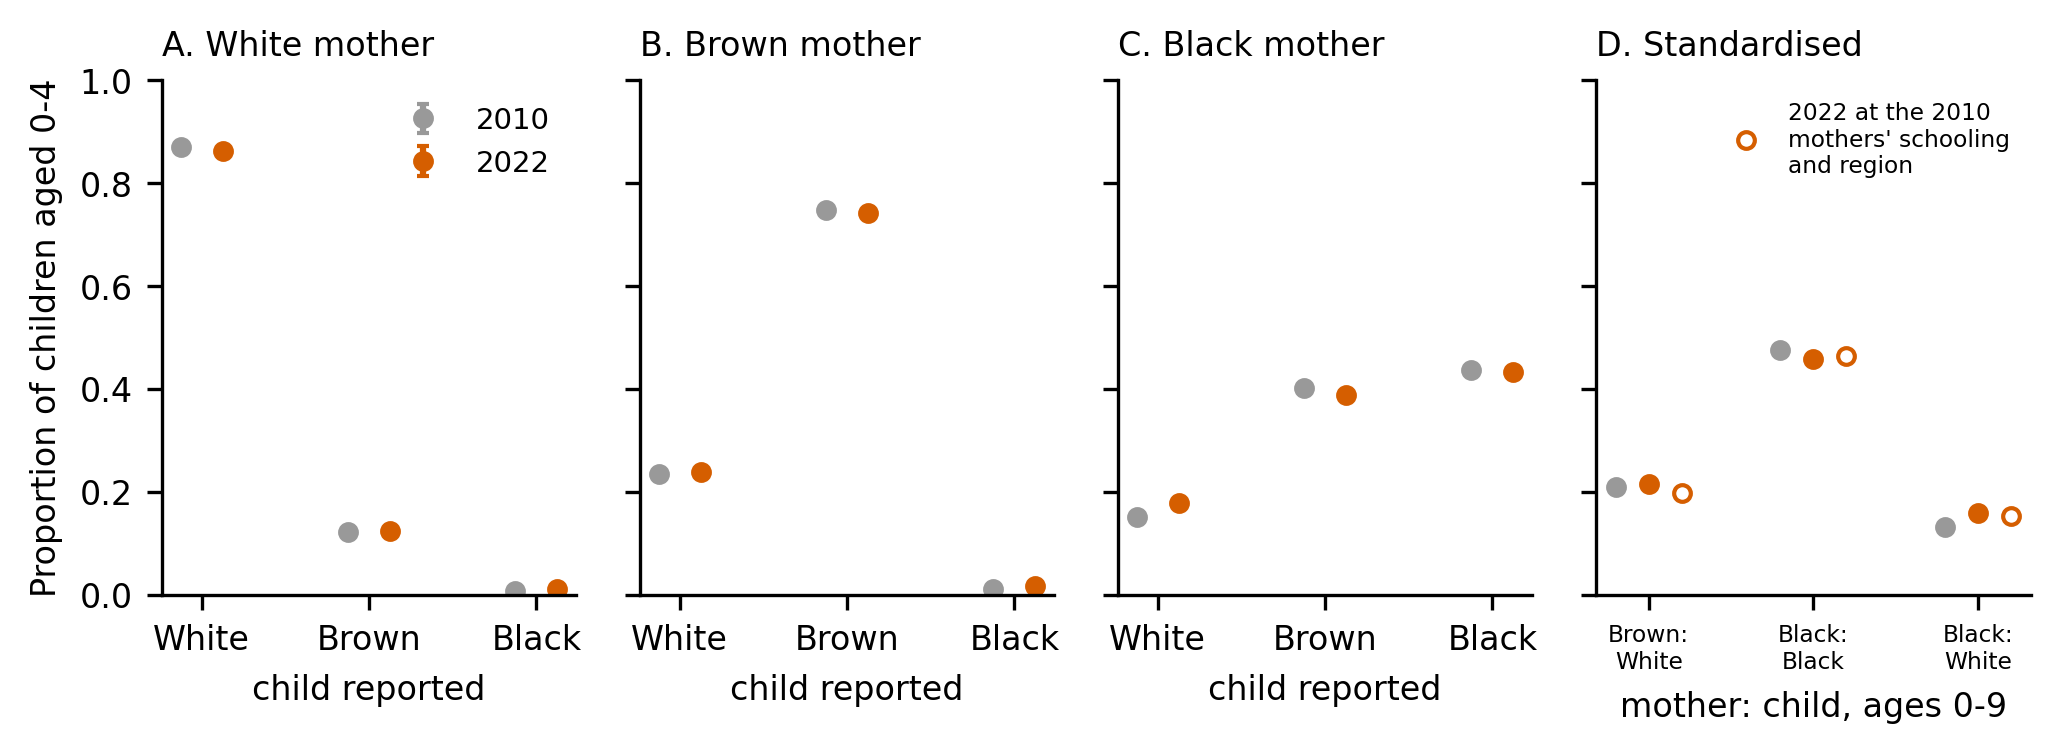 A. White mother
B. Brown mother
C. Black mother
D. Standardised
Proportion of children aged 0-4
1.0
0.8
0.6
0.4
0.2
0.0
2010
2022
2022 at the 2010
mothers' schooling
and region
White Brown Black
child reported
White Brown Black
child reported
White Brown Black
child reported
Brown: Black: Black:
White Black White
mother: child, ages 0-9